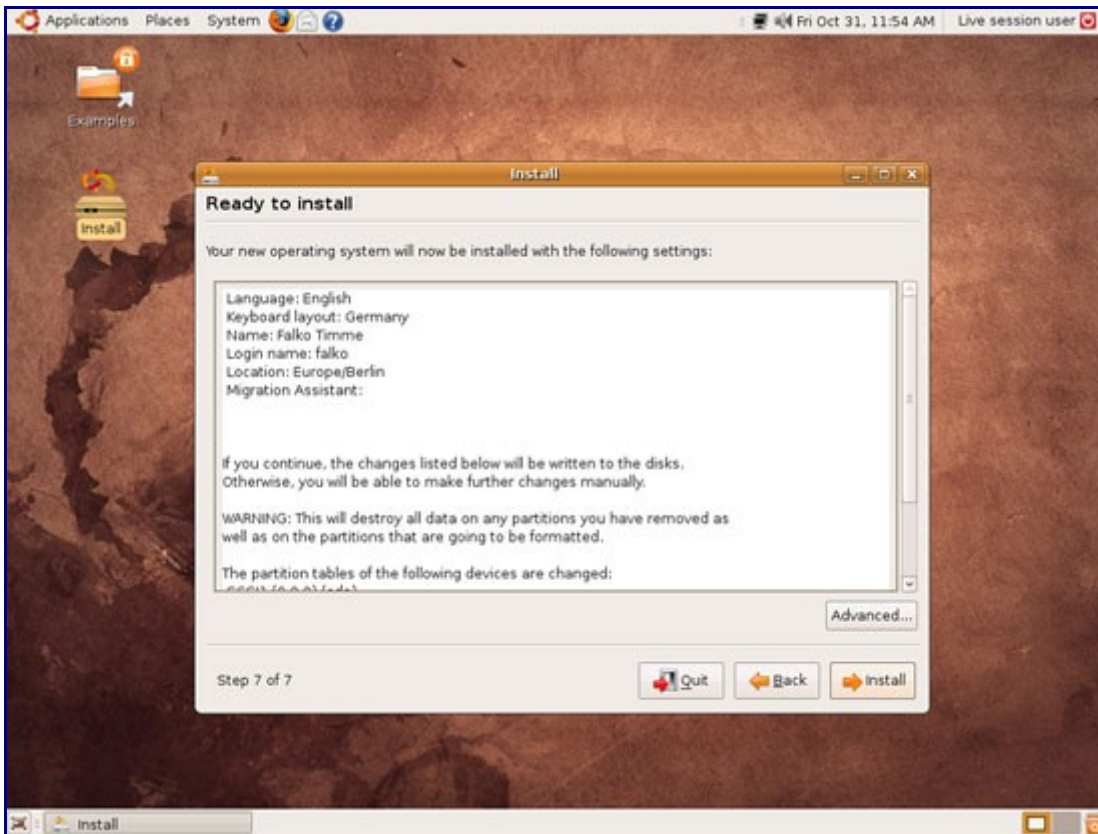 Applications Places System
Fri Oct 31, 11:54 AM Live session user
Examples
Install
Install
Ready to install
Your new operating system will now be installed with the following settings:
Language: English
Keyboard layout: Germany
Name: Falko Timme
Login name: falko
Location: Europe/Berlin
Migration Assistant:
If you continue, the changes listed below will be written to the disks.
Otherwise, you will be able to make further changes manually.
WARNING: This will destroy all data on any partitions you have removed as
well as on the partitions that are going to be formatted.
The partition tables of the following devices are changed:
Advanced...
Step 7 of 7
Quit Back Install
Install